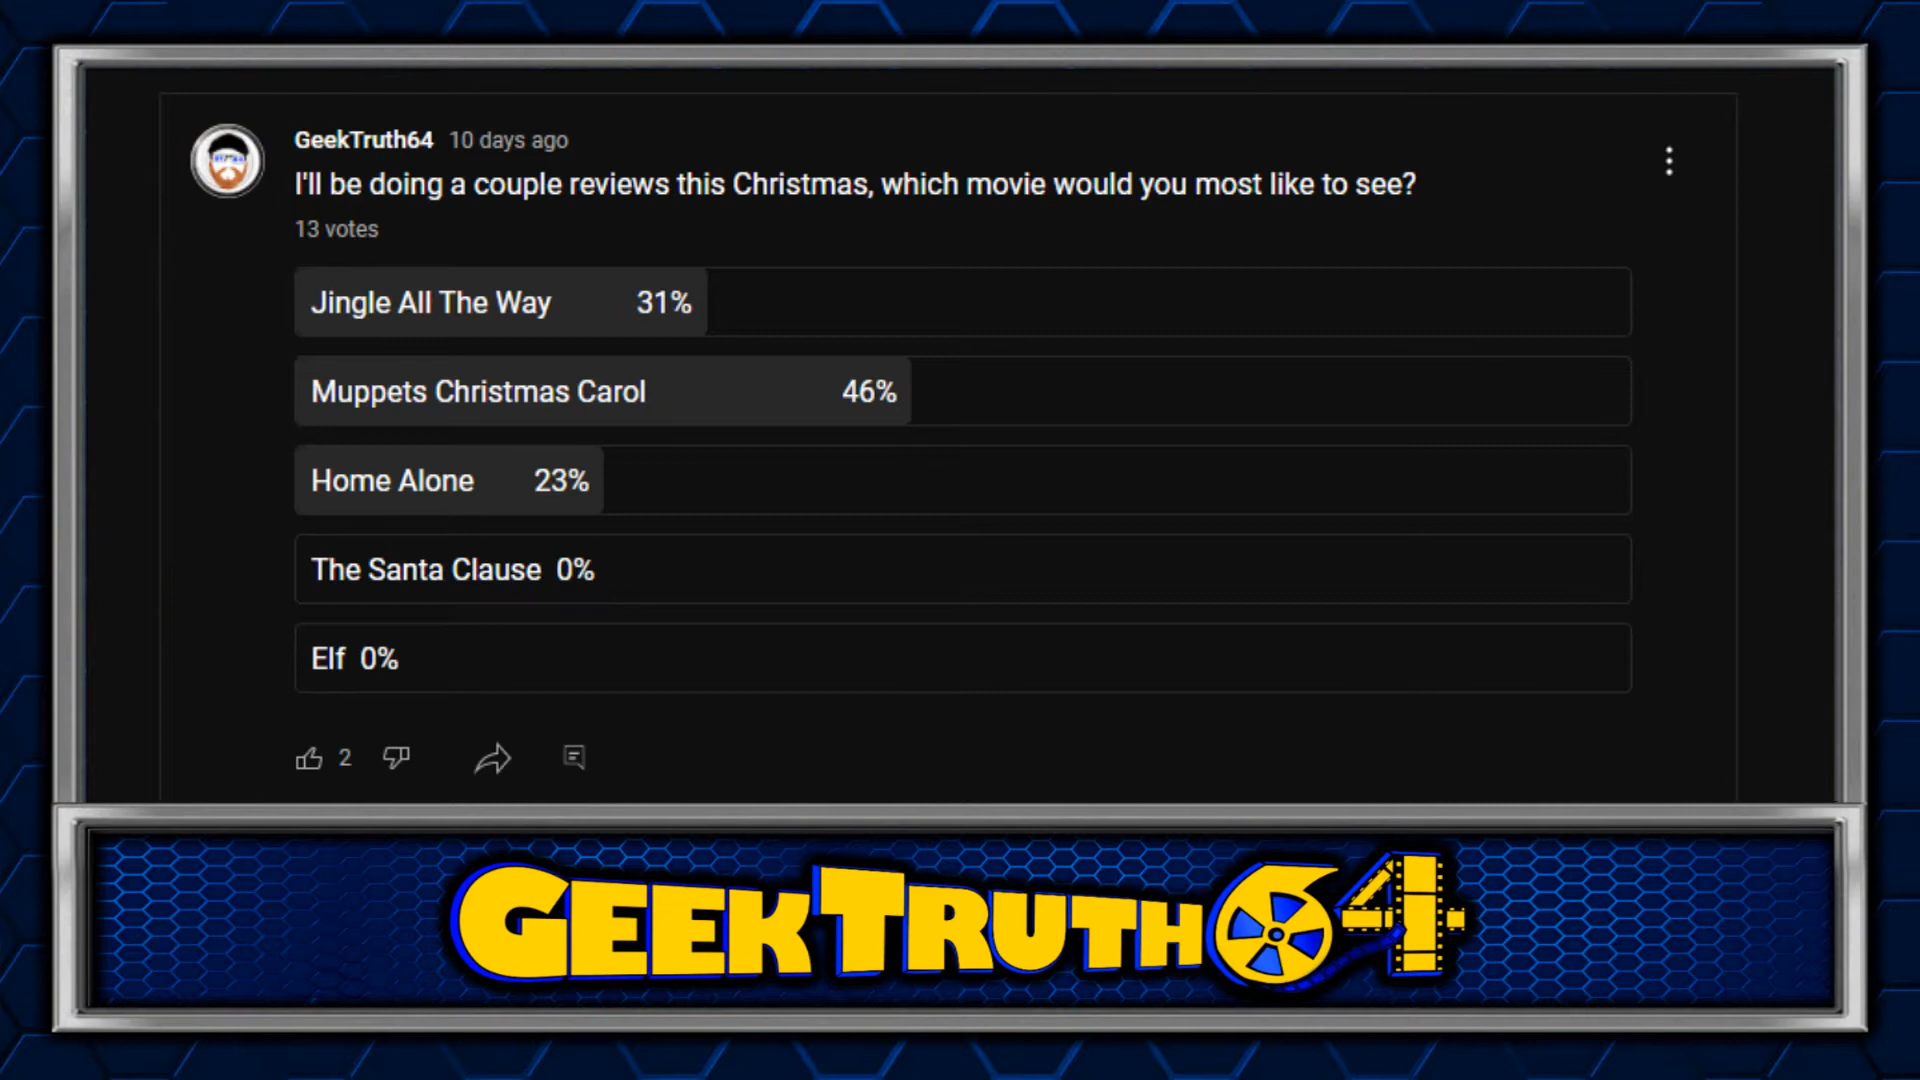 GeekTruth64 10 days ago
I'll be doing a couple reviews this Christmas, which movie would you most like to see?
13 votes
Jingle All The Way 31%
Muppets Christmas Carol 46%
Home Alone 23%
The Santa Clause 0%
Elf 0%
2
GEEKTRUTH64